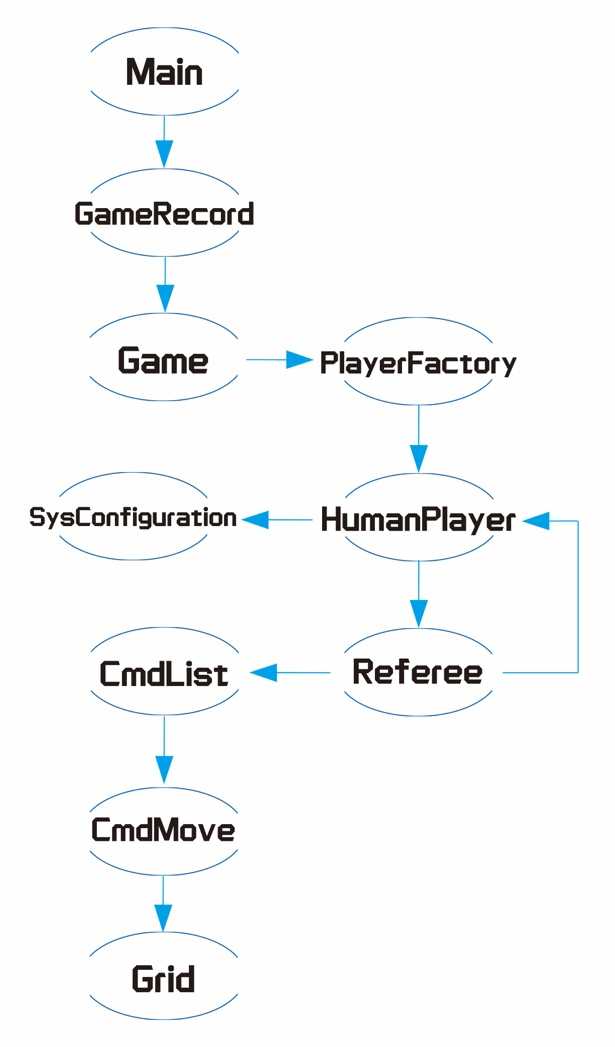 Main
GameRecord
Game
PlayerFactory
SysConfiguration
HumanPlayer
CmdList
Referee
CmdMove
Grid